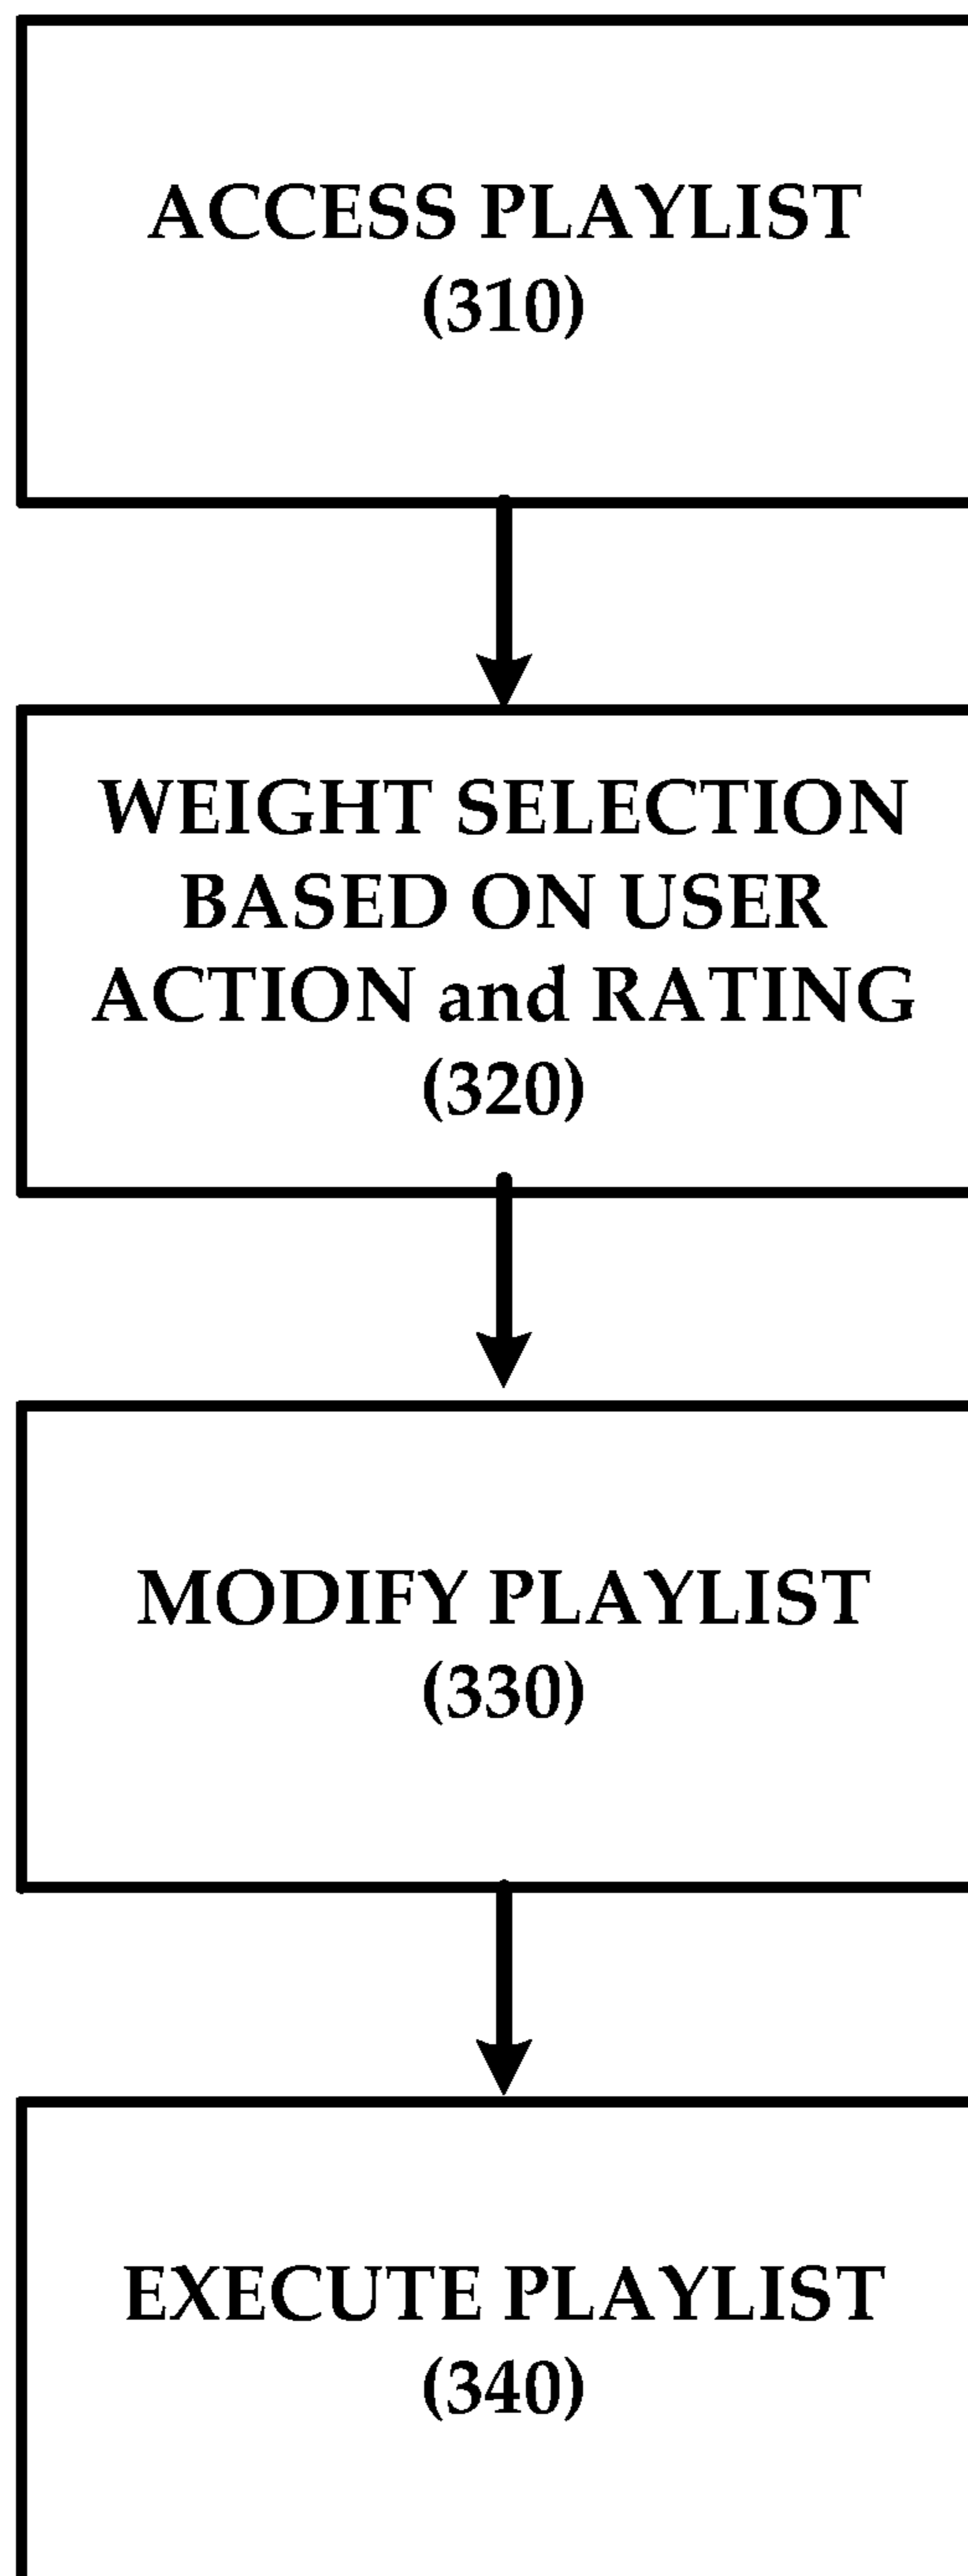 ACCESS PLAYLIST
(310)
WEIGHT SELECTION
BASED ON USER
ACTION and RATING
(320)
MODIFY PLAYLIST
(330)
EXECUTE PLAYLIST
(340)